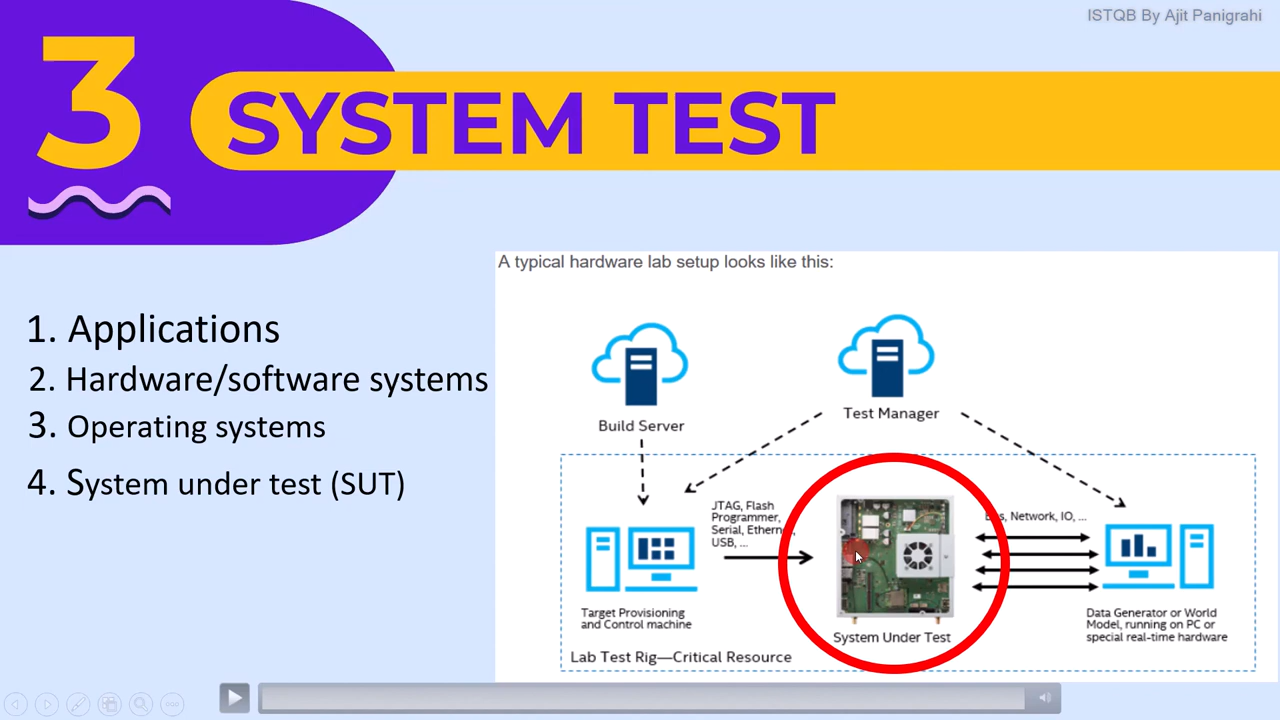 ISTQB By Ajit Panigrahi
3
SYSTEM TEST
1. Applications
2. Hardware/software systems
3. Operating systems
4. System under test (SUT)
A typical hardware lab setup looks like this:
Build Server
Test Manager
JTAG, Flash
Programmer,
Serial, Ethernet,
USB, ...
Network, IO, ...
Target Provisioning
and Control machine
System Under Test
Data Generator or World
Model, running on PC or
special real-time hardware
Lab Test Rig—Critical Resource